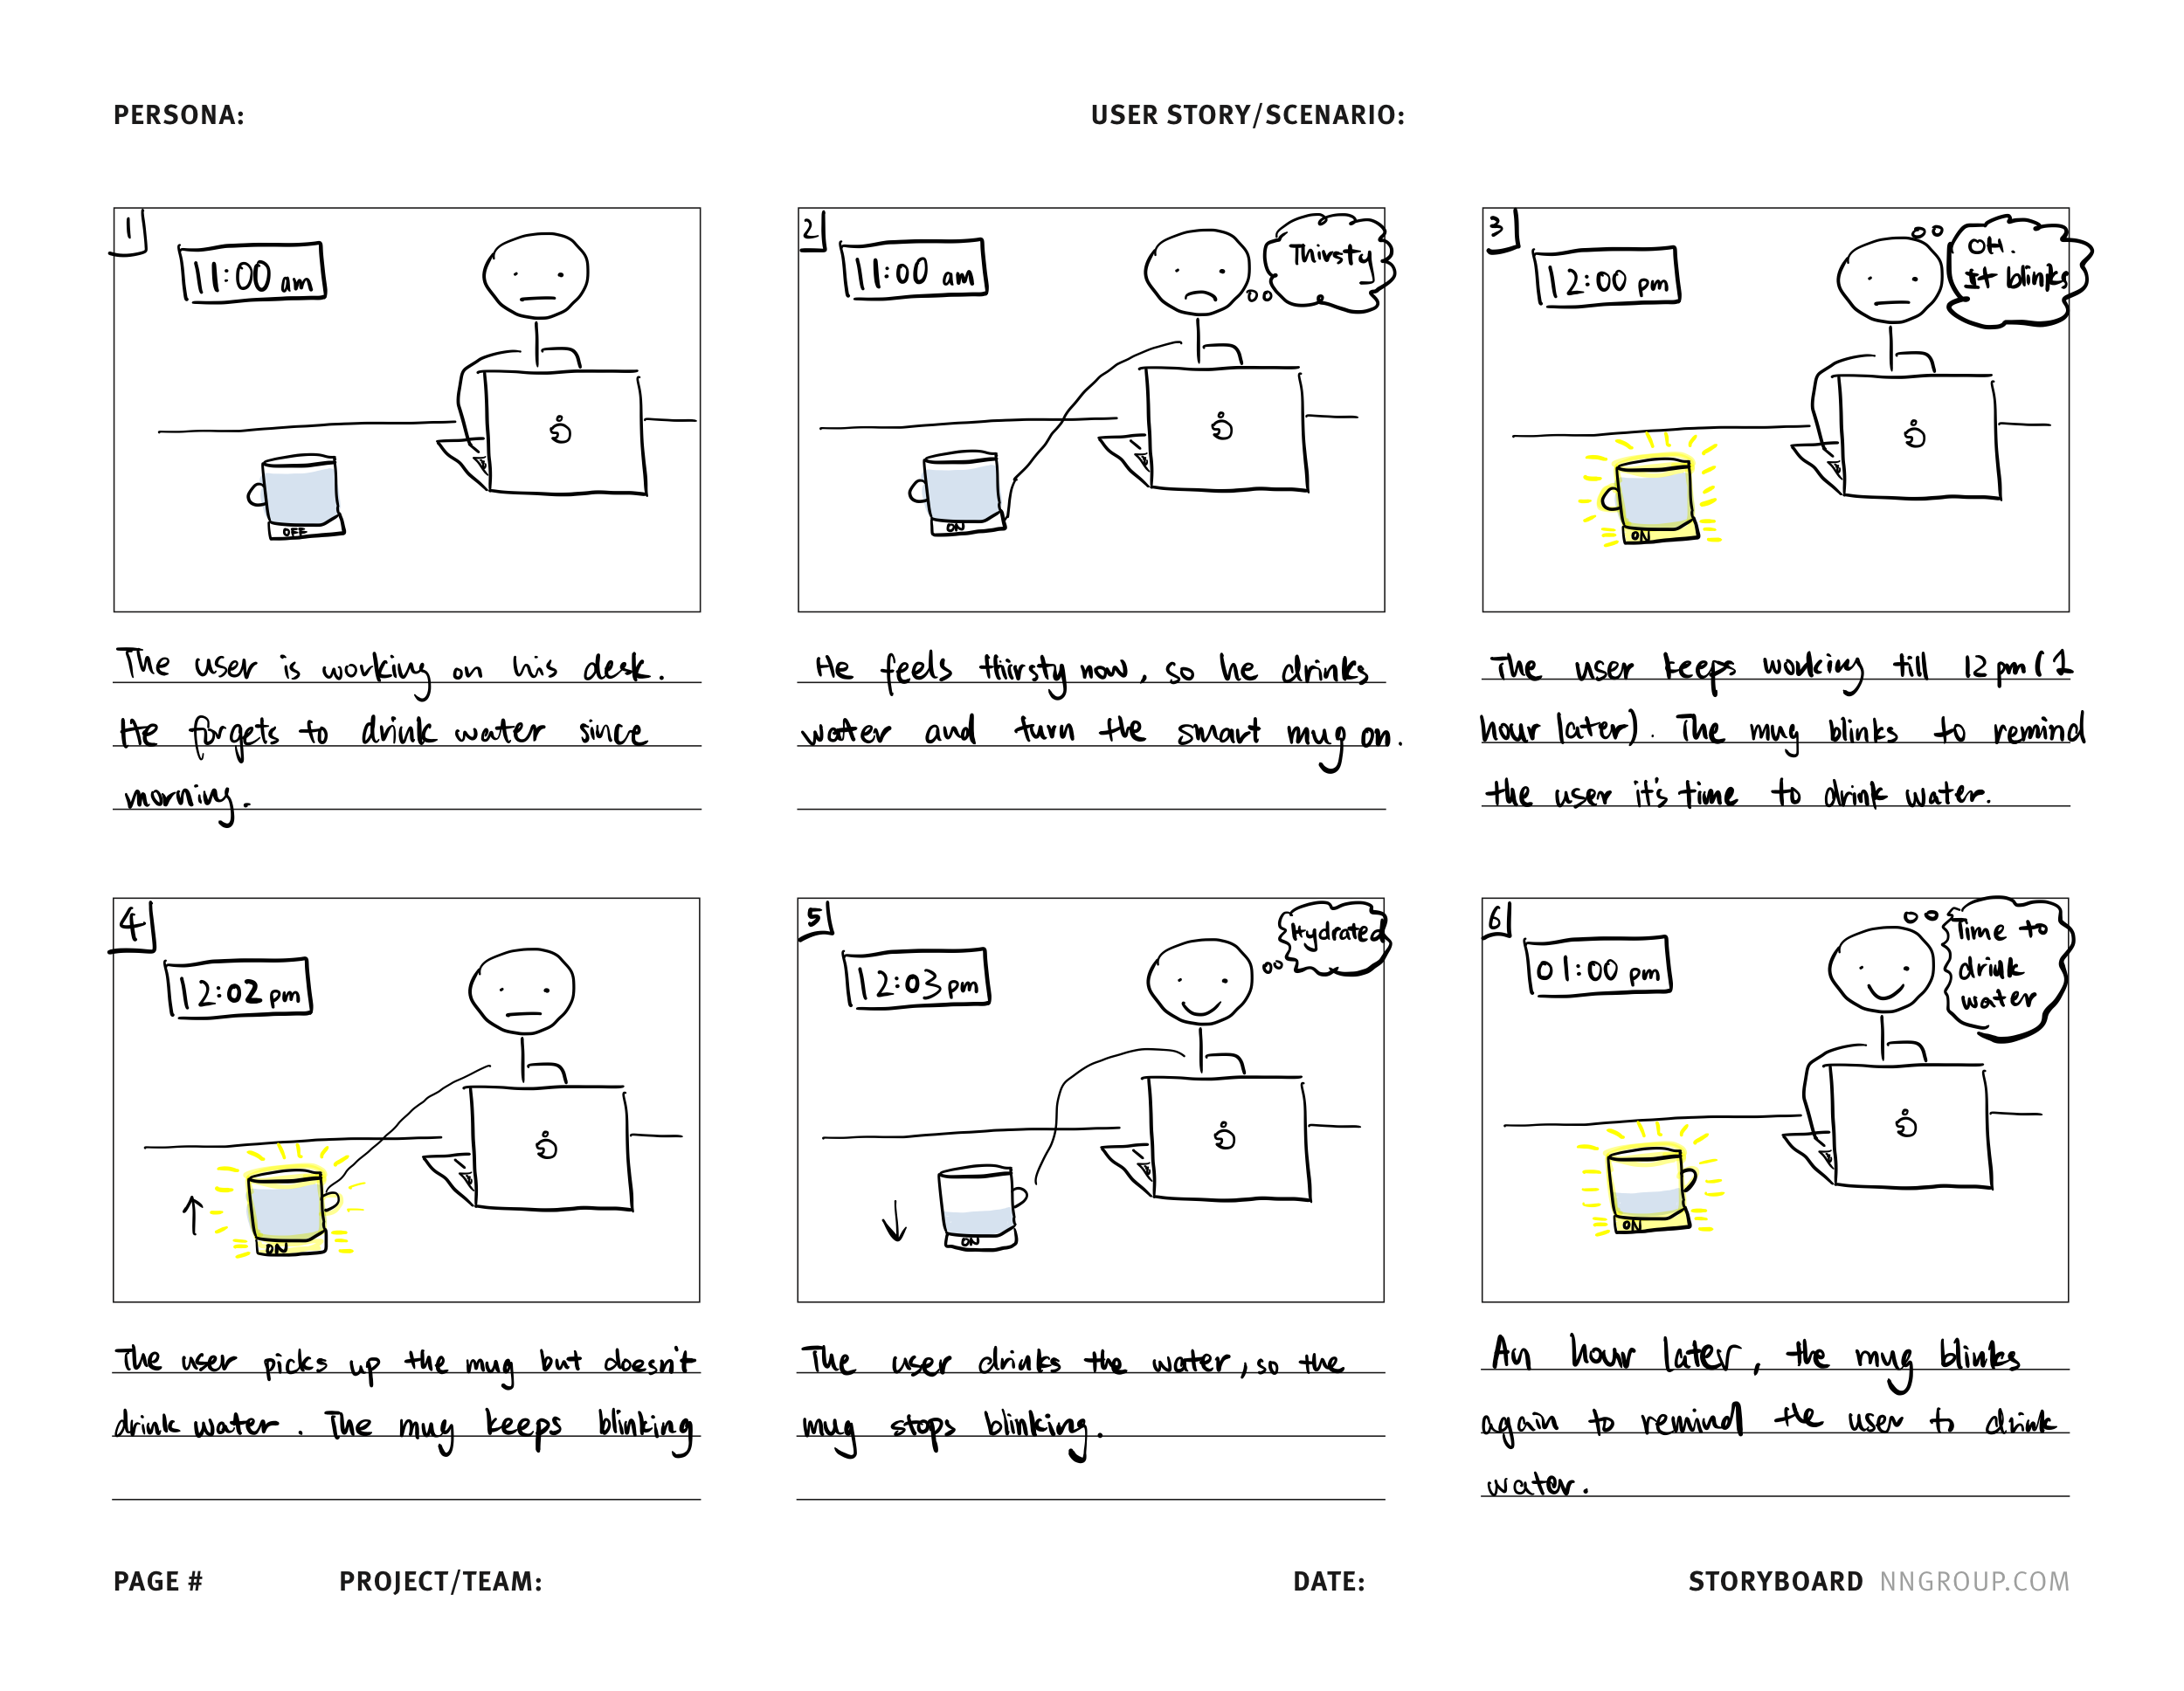 PERSONA:
USER STORY/SCENARIO:
1
11:00 am
OFF
The user is working on his desk.
He forgets to drink water since
morning.
2
11:00 am
Thirsty
ON
He feels thirsty now, so he drinks
water and turn the smart mug on.
3
12:00 pm
OH.
It blinks
ON
The user keeps working till 12pm (1
hour later). The mug blinks to remind
the user it's time to drink water.
4
12:02 pm
ON
The user picks up the mug but doesn't
drink water. The mug keeps blinking
5
12:03 pm
Hydrated
ON
The user drinks the water, so the
mug stops blinking.
6
01:00 pm
Time to
drink
water
ON
An hour later, the mug blinks
again to remind the user to drink
water.
PAGE #
PROJECT/TEAM:
DATE:
STORYBOARD NNGROUP.COM